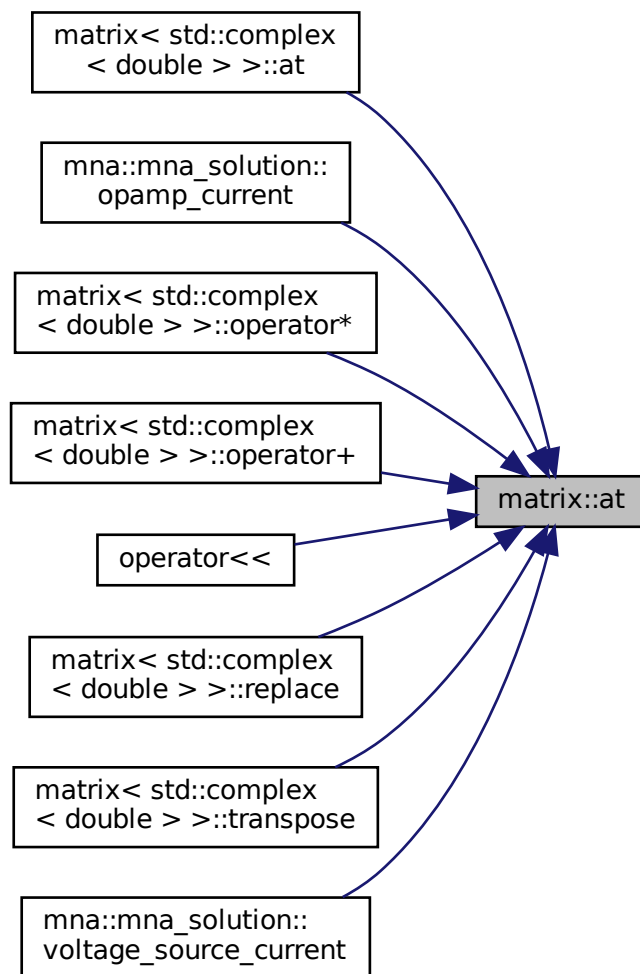 matrix< std::complex
< double > >::at
mna::mna_solution::
opamp_current
matrix< std::complex
< double > >::operator*
matrix< std::complex
< double > >::operator+
matrix::at
operator<<
matrix< std::complex
< double > >::replace
matrix< std::complex
< double > >::transpose
mna::mna_solution::
voltage_source_current